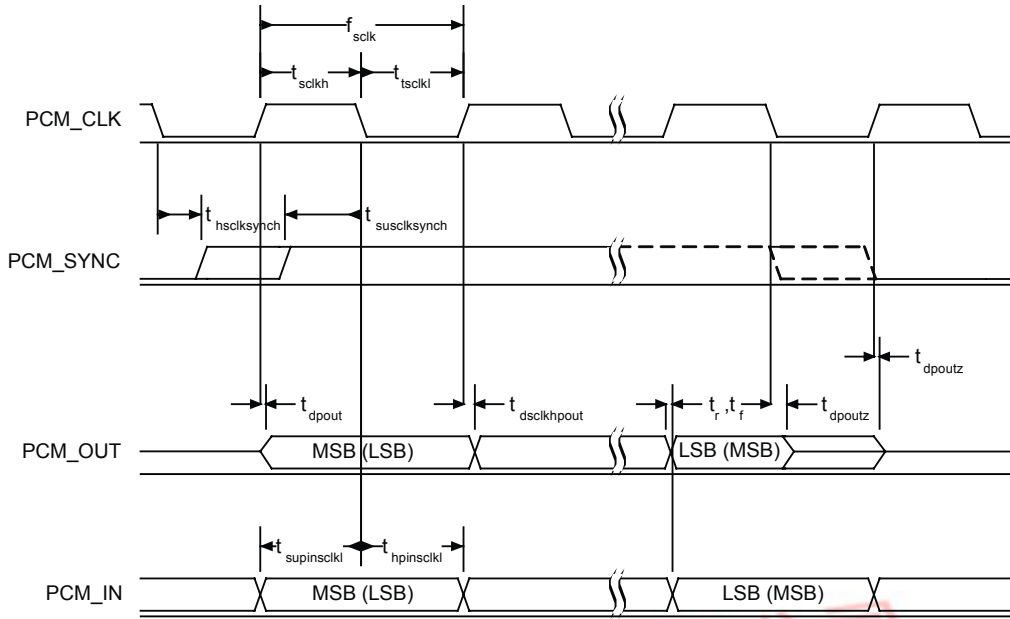 f sclk
t sclkh t tsclkl
PCM_CLK
t hsclksynch t susclksynch
PCM_SYNC
t dpoutz
t dpout t dsclkhpout t r ,t f t dpoutz
PCM_OUT MSB (LSB) LSB (MSB)
t supinsclkl t hpinsclkl
PCM_IN MSB (LSB) LSB (MSB)